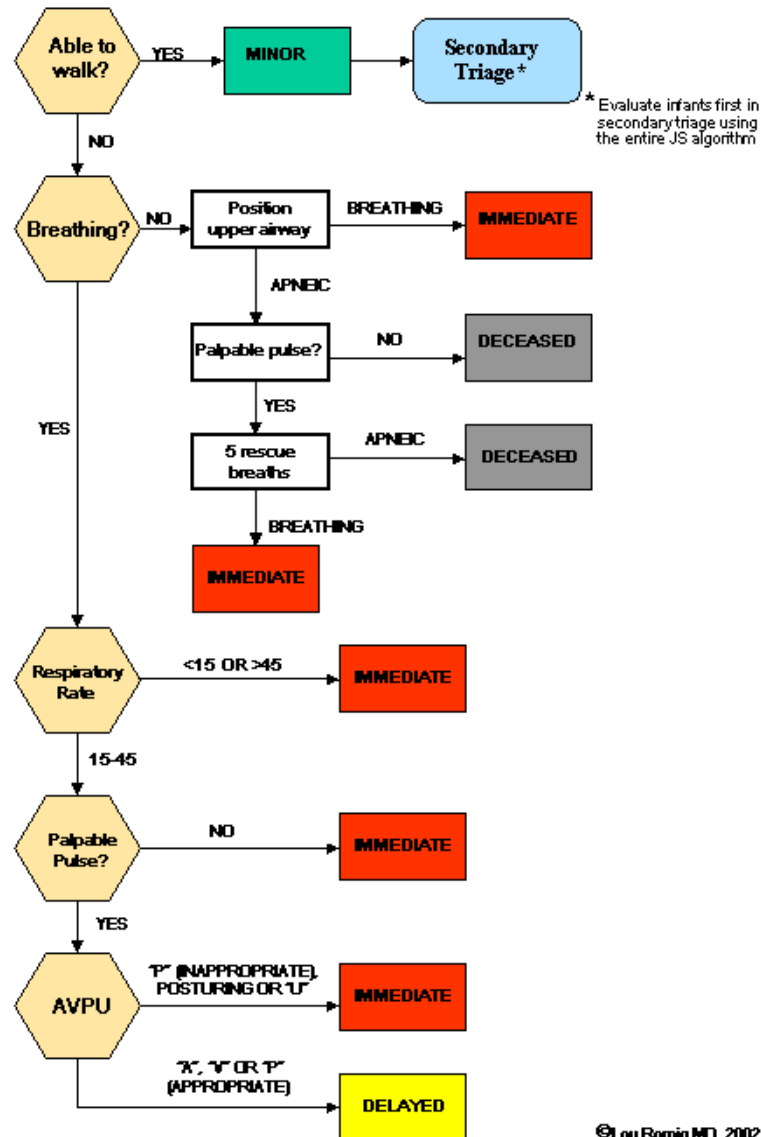 Able to
walk?
YES
MINOR
Secondary
Triage*
* Evaluate infants first in
secondary triage using
the entire JS algorithm
NO
Breathing?
NO
Position
upper airway
BREATHING
IMMEDIATE
APNEIC
Palpable pulse?
NO
DECEASED
YES
YES
5 rescue
breaths
APNEIC
DECEASED
BREATHING
IMMEDIATE
Respiratory
Rate
<15 OR >45
IMMEDIATE
15-45
Palpable
Pulse?
NO
IMMEDIATE
YES
AVPU
"P" (INAPPROPRIATE),
POSTURING OR "U"
IMMEDIATE
"A", "V" OR "P"
(APPROPRIATE)
DELAYED
©Lou Romig MD, 2002